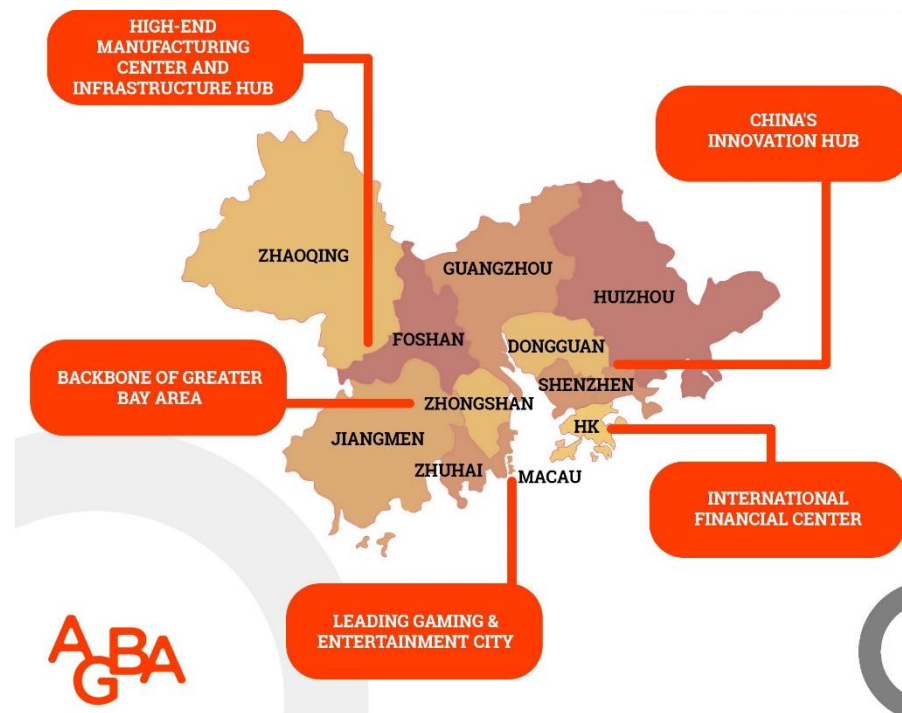 HIGH-END
MANUFACTURING
CENTER AND
INFRASTRUCTURE HUB
CHINA'S
INNOVATION HUB
ZHAOQING
GUANGZHOU
HUIZHOU
FOSHAN
DONGGUAN
BACKBONE OF GREATER
BAY AREA
SHENZHEN
ZHONGSHAN
HK
JIANGMEN
ZHUHAI
MACAU
INTERNATIONAL
FINANCIAL CENTER
LEADING GAMING &
ENTERTAINMENT CITY
AGBA